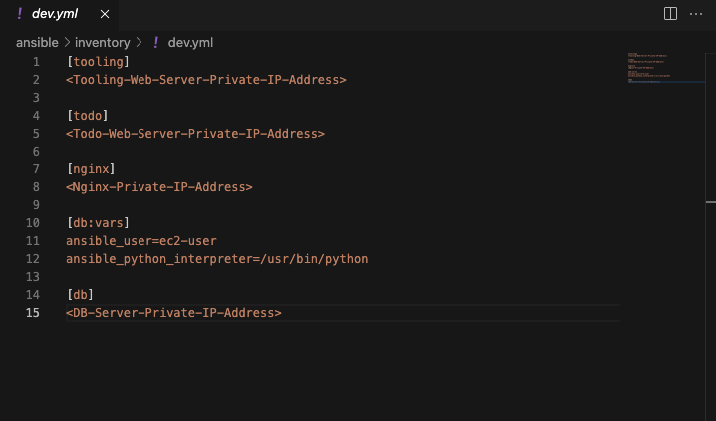 dev.yml
ansible > inventory > ! dev.yml
1 [tooling]
2 <Tooling-Web-Server-Private-IP-Address>
3
4 [todo]
5 <Todo-Web-Server-Private-IP-Address>
6
7 [nginx]
8 <Nginx-Private-IP-Address>
9
10 [db:vars]
11 ansible_user=ec2-user
12 ansible_python_interpreter=/usr/bin/python
13
14 [db]
15 <DB-Server-Private-IP-Address>